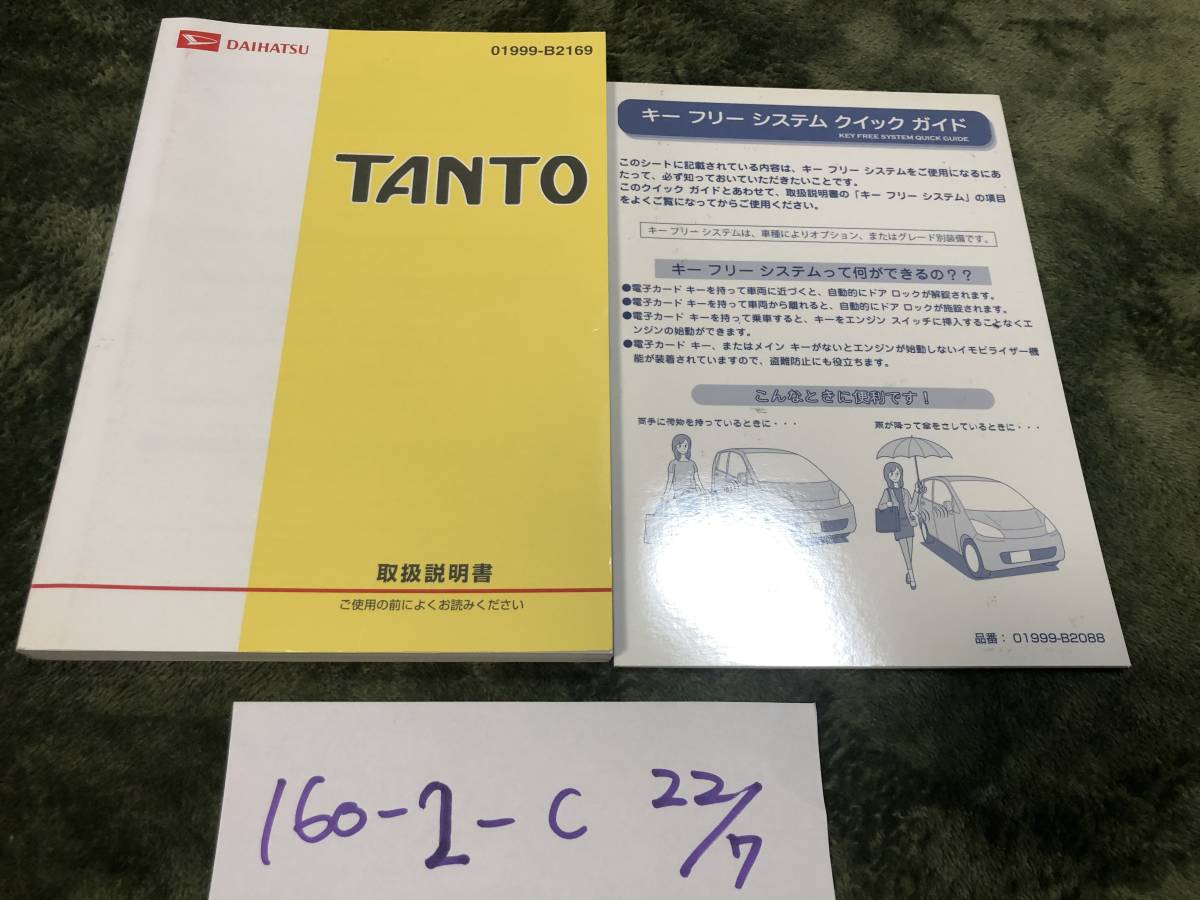 DAIHATSU
01999-B2169
TANTO
取扱説明書
ご使用の前によくお読みください
キー フリー システム クイック ガイド
KEY FREE SYSTEM QUICK GUIDE
このシートに記載されている内容は、キー フリー システムをご使用になるにあ
たって、必ず知っておいていただきたいことです。
このクイック ガイドとあわせて、取扱説明書の「キー フリー システム」の項目
をよくご覧になってからご使用ください。
キー フリー システムは、車種によりオプション、またはグレード別装備です。
キー フリー システムって何ができるの？？
●電子カード キーを持って車両に近づくと、自動的にドア ロックが解錠されます。
●電子カード キーを持って車両から離れると、自動的にドア ロックが施錠されます。
●電子カード キーを持って乗車すると、キーをエンジン スイッチに挿入することなくエ
ンジンの始動ができます。
●電子カード キー、またはメイン キーがないとエンジンが始動しないイモビライザー機
能が装着されていますので、盗難防止にも役立ちます。
こんなときに便利です！
両手に荷物を持っているときに・・・
雨が降って傘をさしているときに・・・
品番： 01999-B2088
160-2-C 22/7